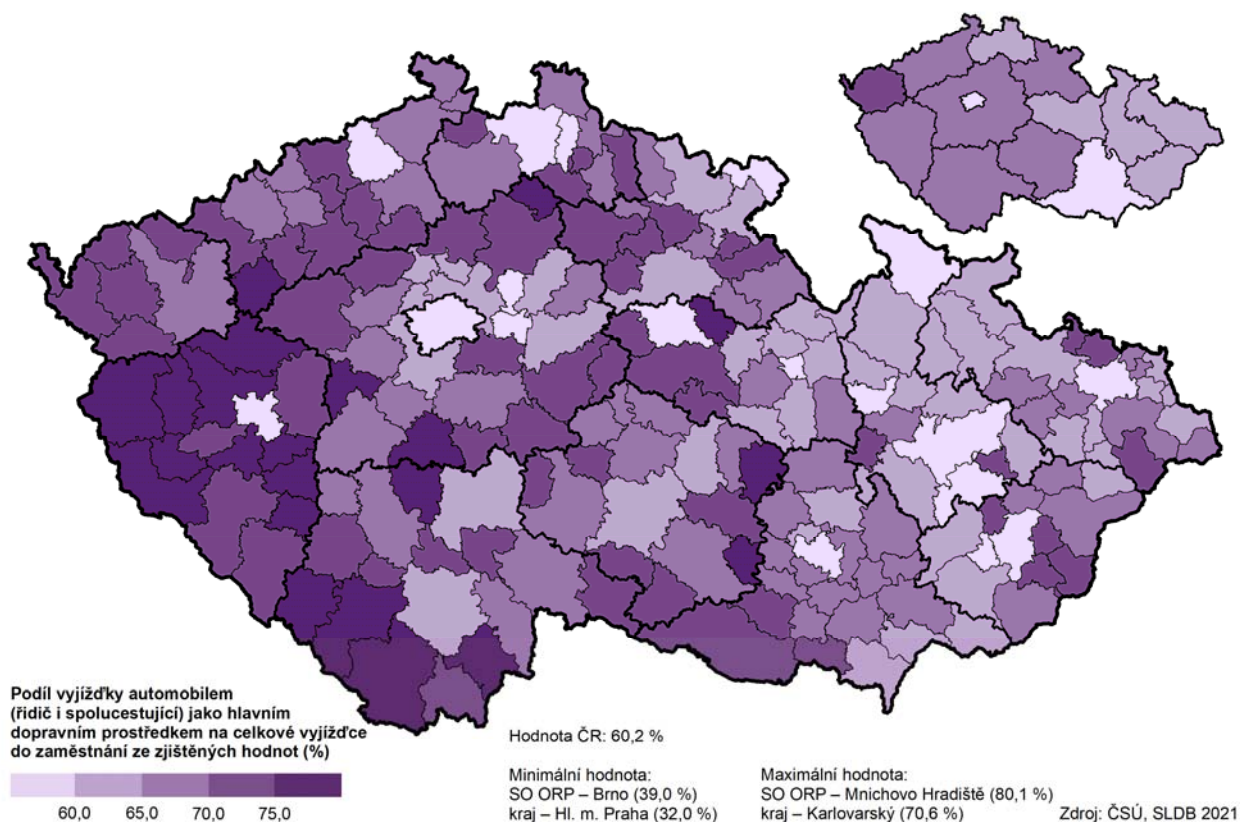 Podíl vyjížďky automobilem
(řidič i spolucestující) jako hlavním
dopravním prostředkem na celkové vyjížďce
do zaměstnání ze zjištěných hodnot (%)
60,0 65,0 70,0 75,0
Hodnota ČR: 60,2 %
Minimální hodnota:
SO ORP – Brno (39,0 %)
kraj – Hl. m. Praha (32,0 %)
Maximální hodnota:
SO ORP – Mnichovo Hradiště (80,1 %)
kraj – Karlovarský (70,6 %)
Zdroj: ČSÚ, SLDB 2021